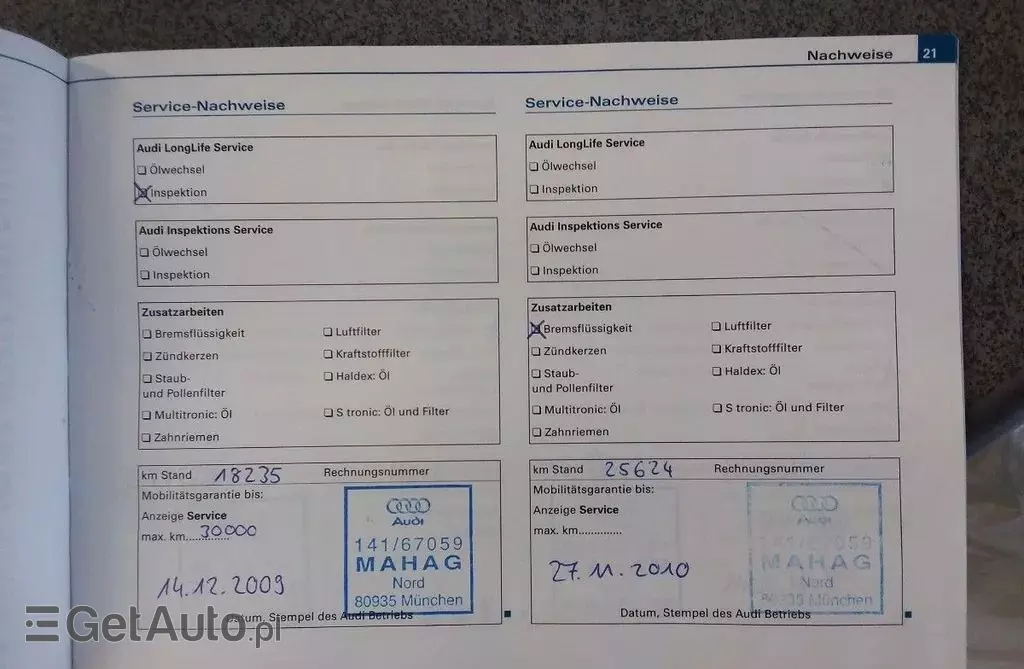 Nachweise 21
Service-Nachweise
Audi LongLife Service
Ölwechsel
Inspektion
Audi Inspektions Service
Ölwechsel
Inspektion
Zusatzarbeiten
Bremsflüssigkeit
Luftfilter
Zündkerzen
Kraftstofffilter
Staub-
und Pollenfilter
Haldex: Öl
Multitronic: Öl
S tronic: Öl und Filter
Zahnriemen
km Stand 18235 Rechnungsnummer
Mobilitätsgarantie bis:
Anzeige Service
max. km..... 30000
14.12.2009
Audi
141/67059
MAHAG
Nord
80935 München
Datum, Stempel des Audi Betriebs
Service-Nachweise
Audi LongLife Service
Ölwechsel
Inspektion
Audi Inspektions Service
Ölwechsel
Inspektion
Zusatzarbeiten
Bremsflüssigkeit
Luftfilter
Zündkerzen
Kraftstofffilter
Staub-
und Pollenfilter
Haldex: Öl
Multitronic: Öl
S tronic: Öl und Filter
Zahnriemen
km Stand 25624 Rechnungsnummer
Mobilitätsgarantie bis:
Anzeige Service
max. km..............
27.11.2010
Audi
141/67059
MAHAG
Nord
80935 München
Datum, Stempel des Audi Betriebs
GetAuto.pl